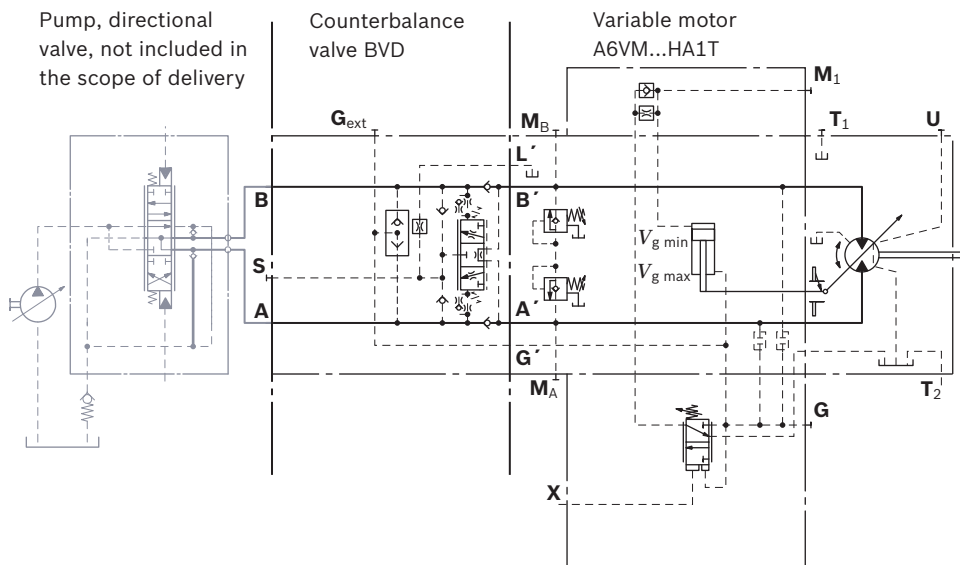 Pump, directional
valve, not included in
the scope of delivery
Counterbalance
valve BVD
Variable motor
A6VM...HA1T
M1
Gext
MB
T1
U
L´
B
B´
Vg min
S
Vg max
A
A´
G´
MA
T2
G
X